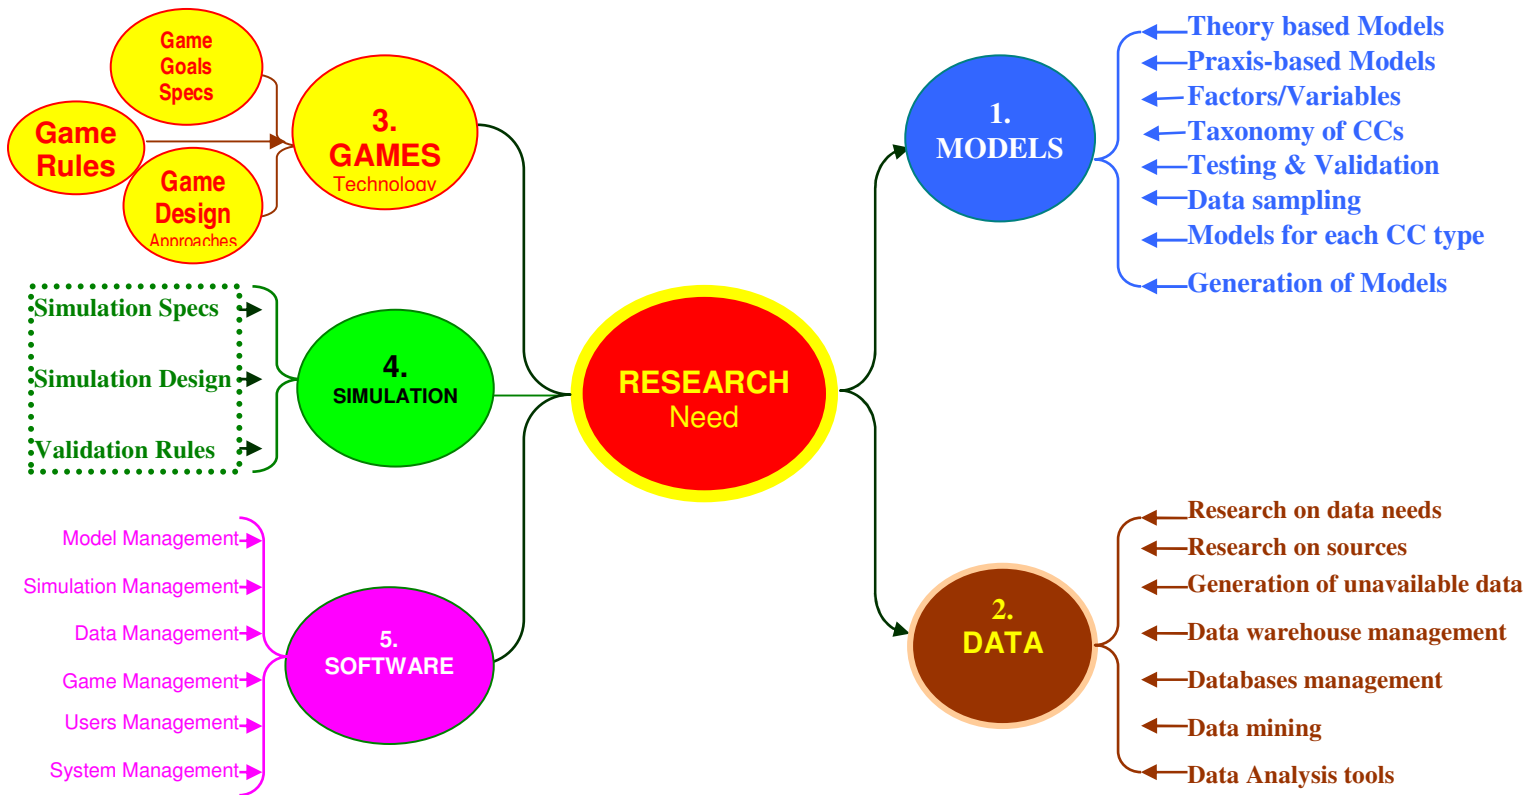 Game
Goals
Specs
Game
Rules
Game
Design
Approaches
3.
GAMES
Technology
1.
MODELS
Theory based Models
Praxis-based Models
Factors/Variables
Taxonomy of CCs
Testing & Validation
Data sampling
Models for each CC type
Generation of Models
Simulation Specs
Simulation Design
Validation Rules
4.
SIMULATION
RESEARCH
Need
Model Management
Simulation Management
Data Management
Game Management
Users Management
System Management
5.
SOFTWARE
2.
DATA
Research on data needs
Research on sources
Generation of unavailable data
Data warehouse management
Databases management
Data mining
Data Analysis tools